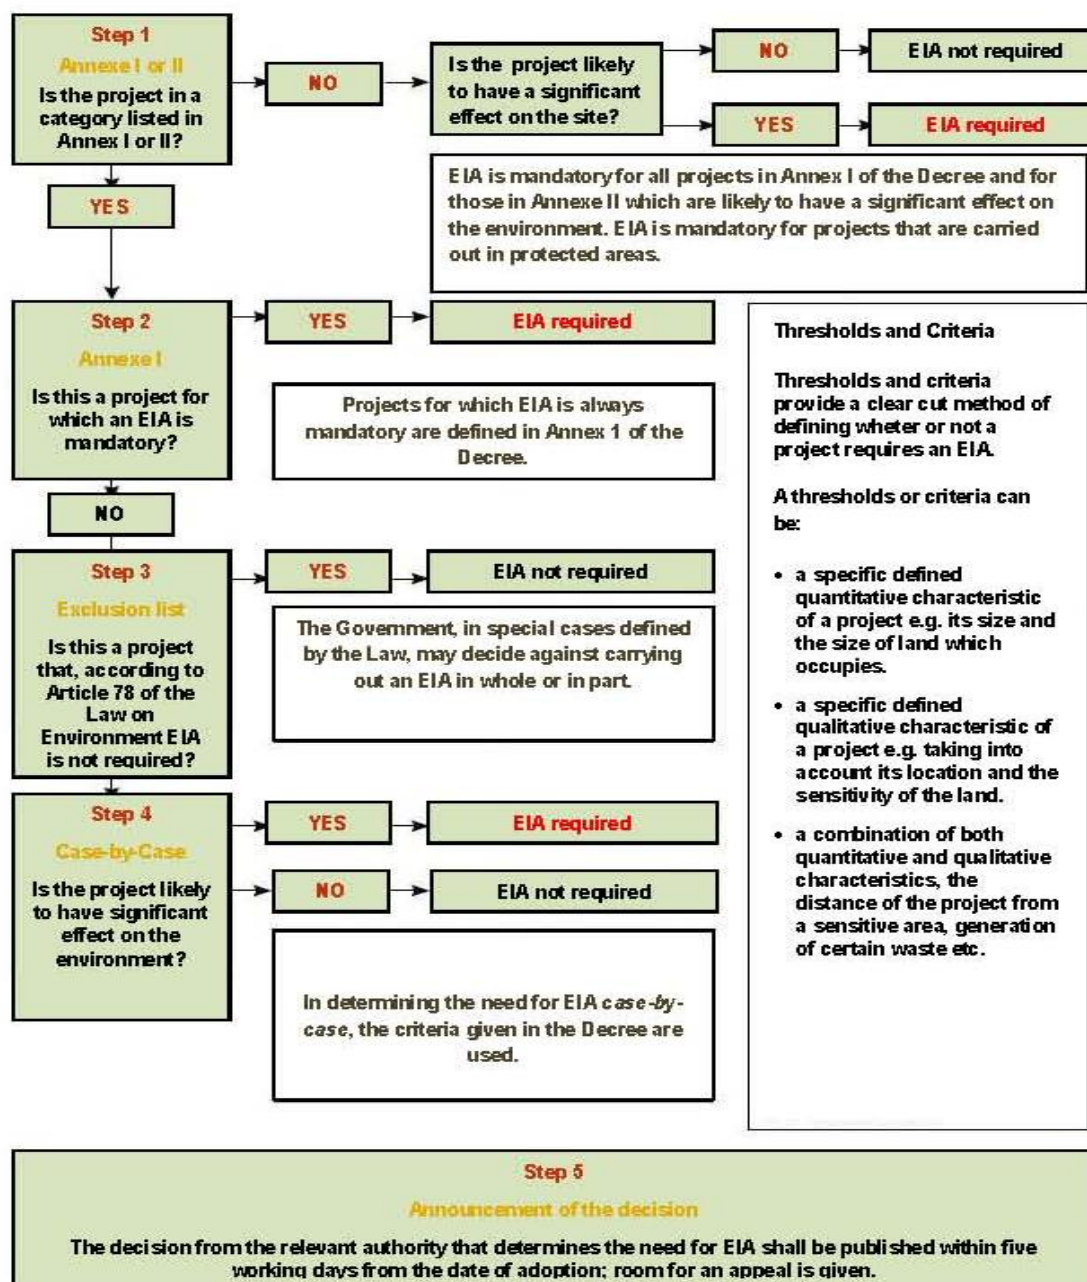 Step 1
Annexe I or II
Is the project in a
category listed in
Annex I or II?
NO
Is the project likely
to have a significant
effect on the site?
NO
EIA not required
YES
EIA required
EIA is mandatory for all projects in Annex I of the Decree and for
those in Annexe II which are likely to have a significant effect on
the environment. EIA is mandatory for projects that are carried
out in protected areas.
YES
Step 2
Annexe I
Is this a project for
which an EIA is
mandatory?
YES
EIA required
Projects for which EIA is always
mandatory are defined in Annex 1 of the
Decree.
NO
Step 3
Exclusion list
Is this a project
that, according to
Article 78 of the
Law on
Environment EIA
is not required?
YES
EIA not required
The Government, in special cases defined
by the Law, may decide against carrying
out an EIA in whole or in part.
Step 4
Case-by-Case
Is the project likely
to have significant
effect on the
environment?
YES
EIA required
NO
EIA not required
In determining the need for EIA case-by-
case, the criteria given in the Decree are
used.
Thresholds and Criteria
Thresholds and criteria
provide a clear cut method of
defining wheter or not a
project requires an EIA.
A thresholds or criteria can
be:
• a specific defined
quantitative characteristic
of a project e.g. its size and
the size of land which
occupies.
• a specific defined
qualitative characteristic of
a project e.g. taking into
account its location and the
sensitivity of the land.
• a combination of both
quantitative and qualitative
characteristics, the
distance of the project from
a sensitive area, generation
of certain waste etc.
Step 5
Announcement of the decision
The decision from the relevant authority that determines the need for EIA shall be published within five
working days from the date of adoption; room for an appeal is given.